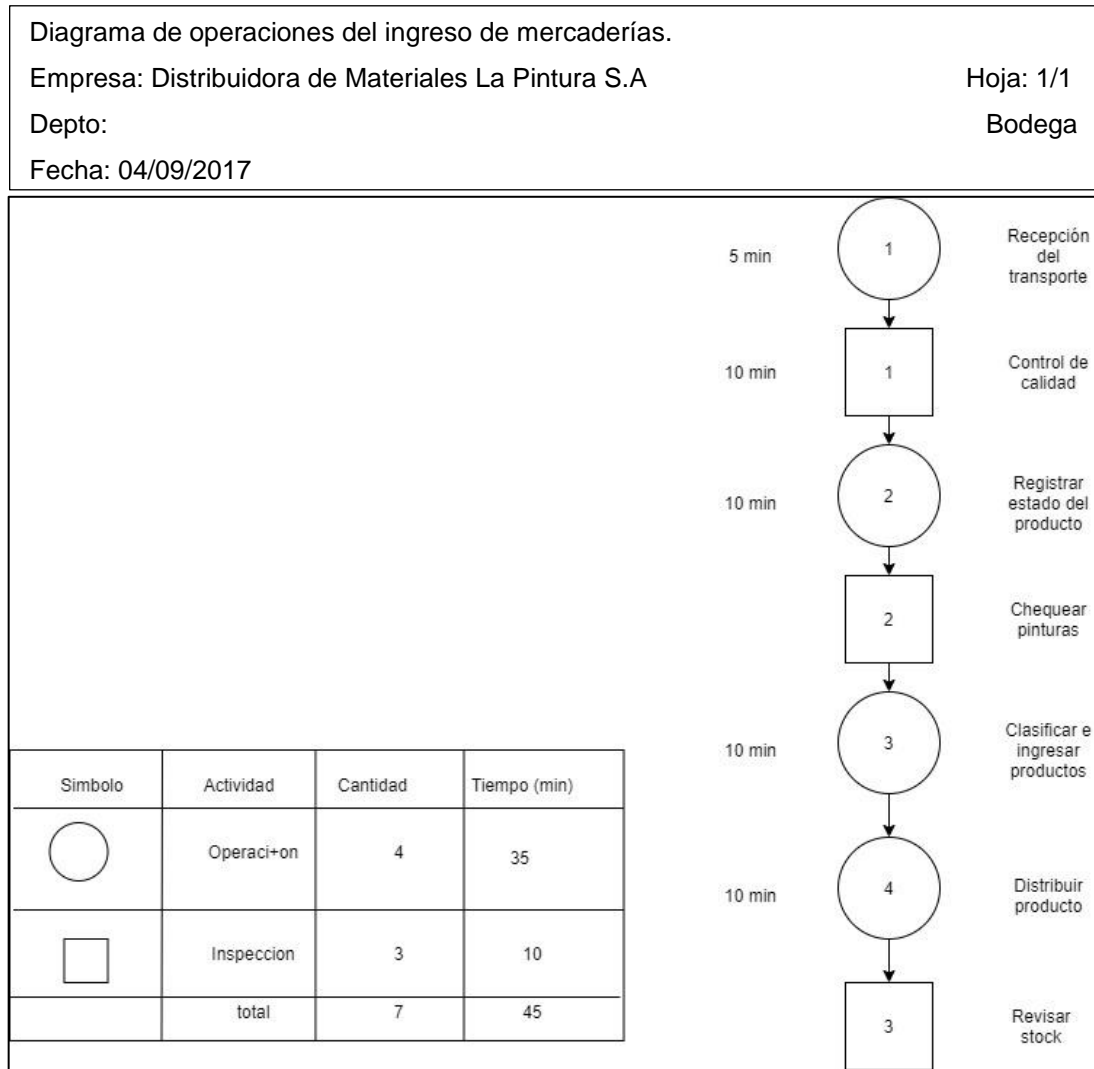 Diagrama de operaciones del ingreso de mercaderías.
Empresa: Distribuidora de Materiales La Pintura S.A Hoja: 1/1
Depto: Bodega
Fecha: 04/09/2017
5 min
1
Recepción
del
transporte
10 min
1
Control de
calidad
10 min
2
Registrar
estado del
producto
2
Chequear
pinturas
10 min
3
Clasificar e
ingresar
productos
10 min
4
Distribuir
producto
3
Revisar
stock
Simbolo Actividad Cantidad Tiempo (min)
Operaci+on 4 35
Inspeccion 3 10
total 7 45